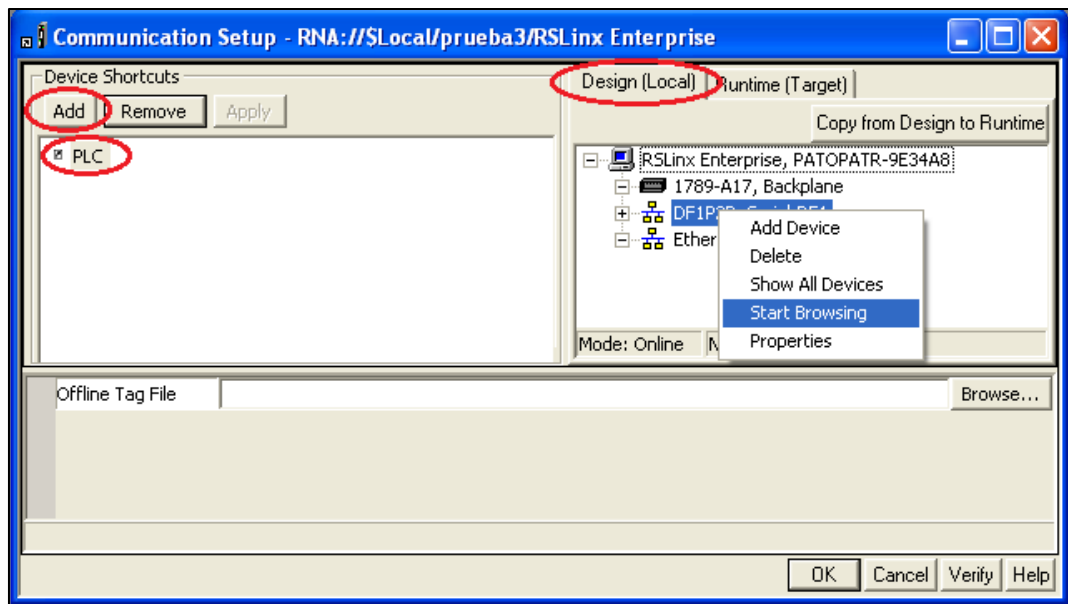 Communication Setup - RNA://$Local/prueba3/RSLinx Enterprise
Device Shortcuts
Add Remove Apply
PLC
Design (Local) Runtime (Target)
Copy from Design to Runtime
RSLinx Enterprise, PATOPATR-9E34A8
1789-A17, Backplane
Ether
Add Device
Delete
Show All Devices
Start Browsing
Properties
Mode: Online
Offline Tag File Browse...
OK Cancel Verify Help